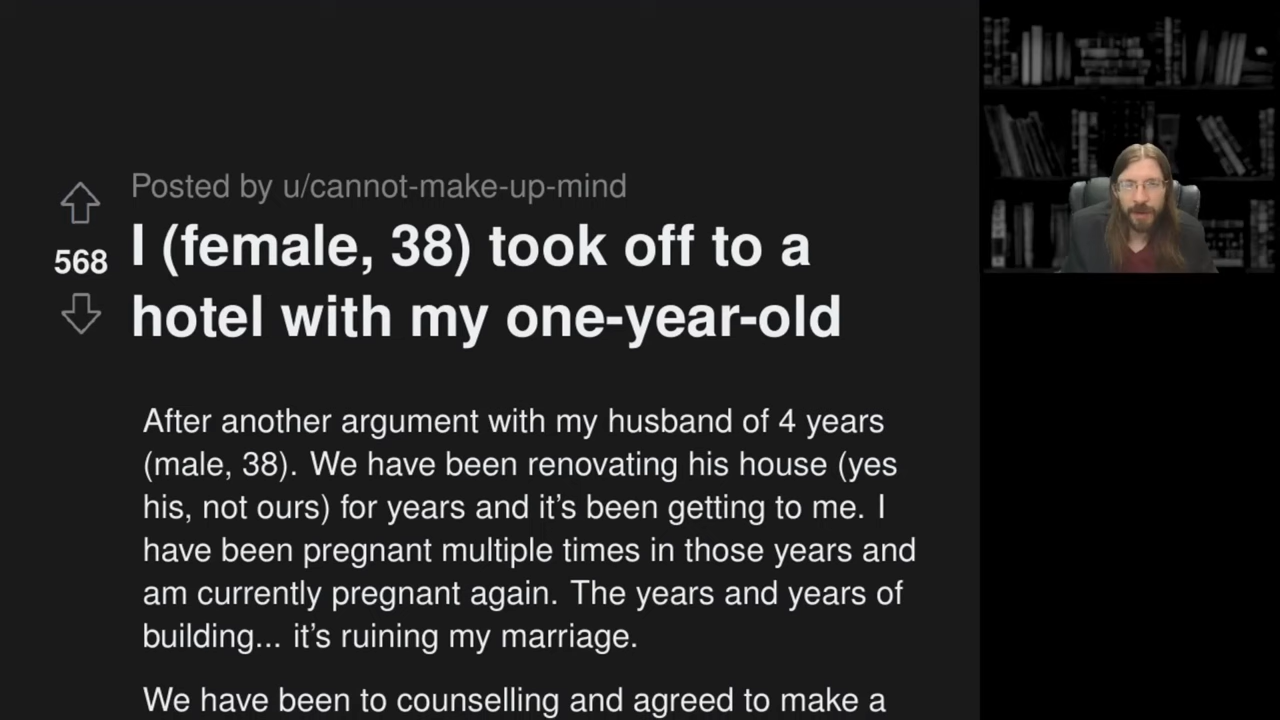 Posted by u/cannot-make-up-mind
568
I (female, 38) took off to a
hotel with my one-year-old
After another argument with my husband of 4 years
(male, 38). We have been renovating his house (yes
his, not ours) for years and it’s been getting to me. I
have been pregnant multiple times in those years and
am currently pregnant again. The years and years of
building... it’s ruining my marriage.
We have been to counselling and agreed to make a